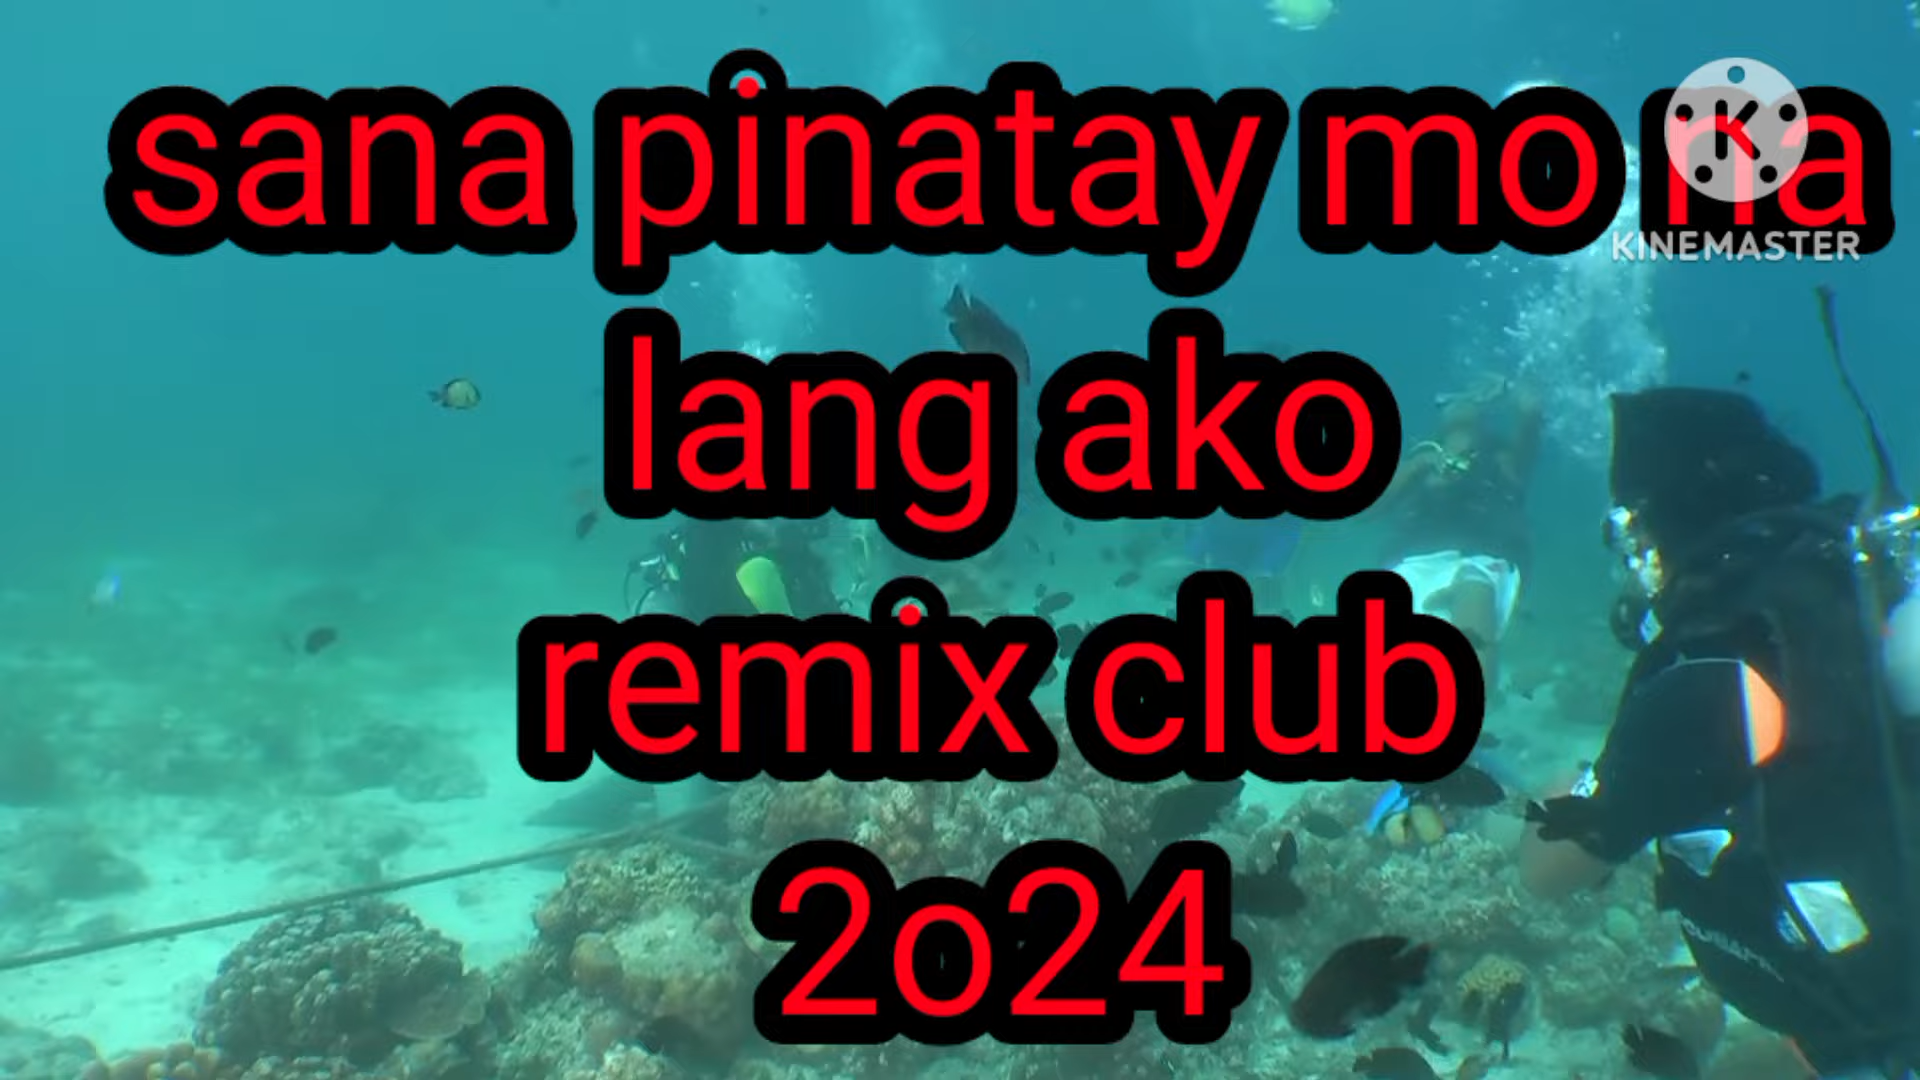 sana pinatay mo na
KINEMASTER
lang ako
remix club
2o24